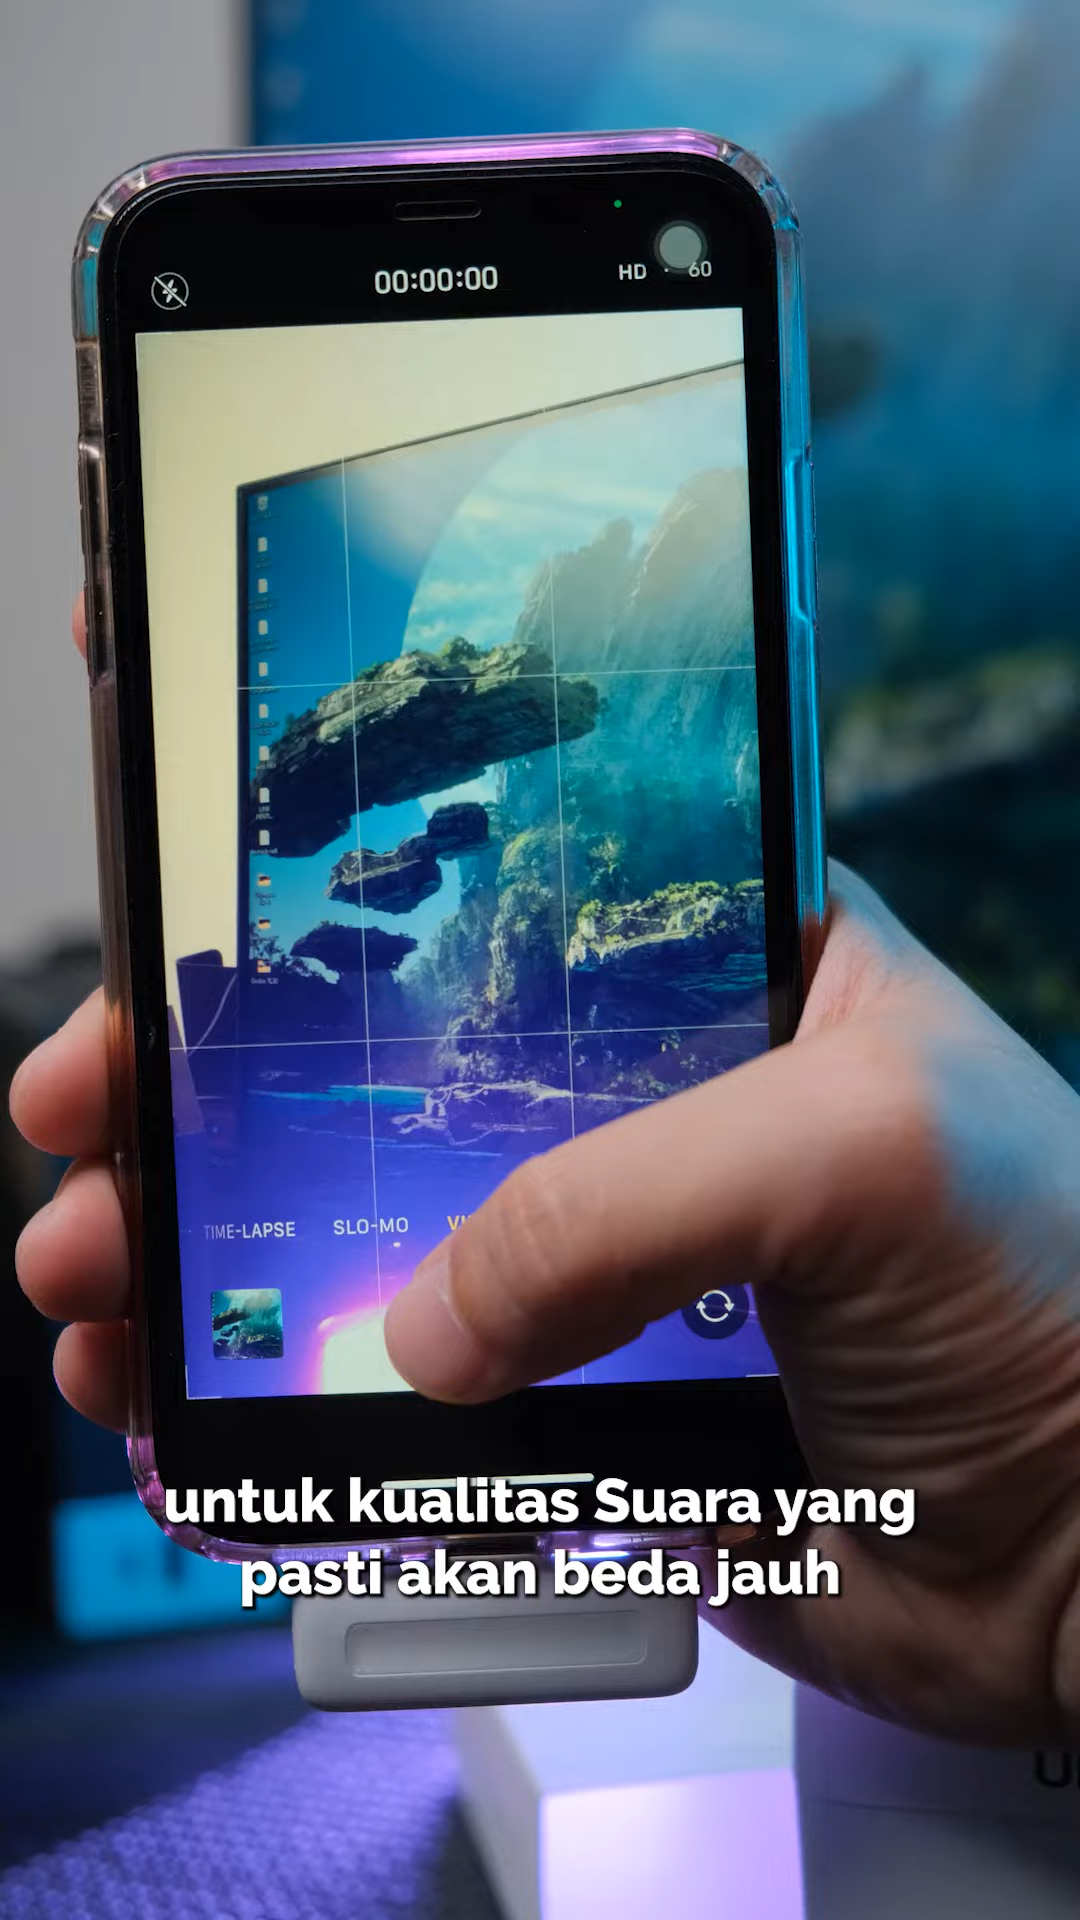 HD · 60
00:00:00
TIME-LAPSE SLO-MO
untuk kualitas Suara yang
pasti akan beda jauh